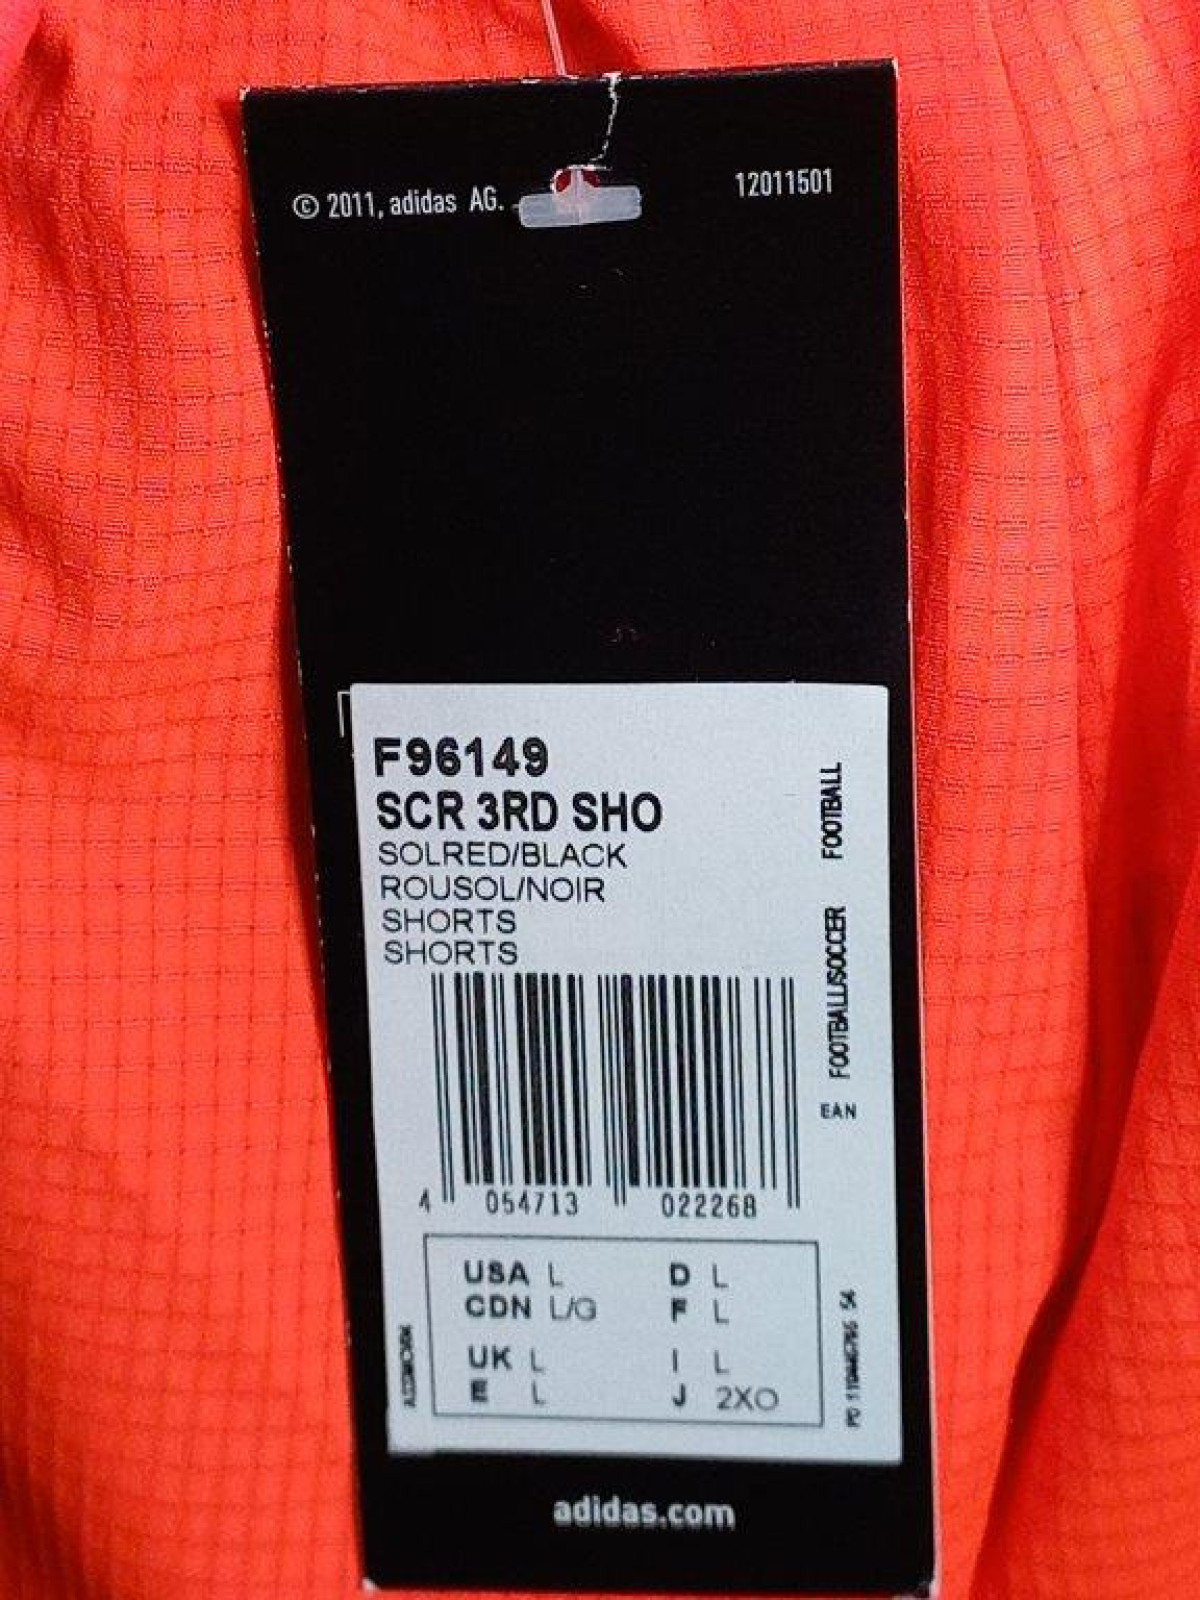 © 2011, adidas AG.
12011501
F96149
SCR 3RD SHO
SOLRED/BLACK
ROUSOL/NOIR
SHORTS
SHORTS
FOOTBALL
FOOTBALL/SOCCER
EAN
4 054713 022268
USA L D L
CDN L/G F L
UK L I L
E L J 2XO
adidas.com